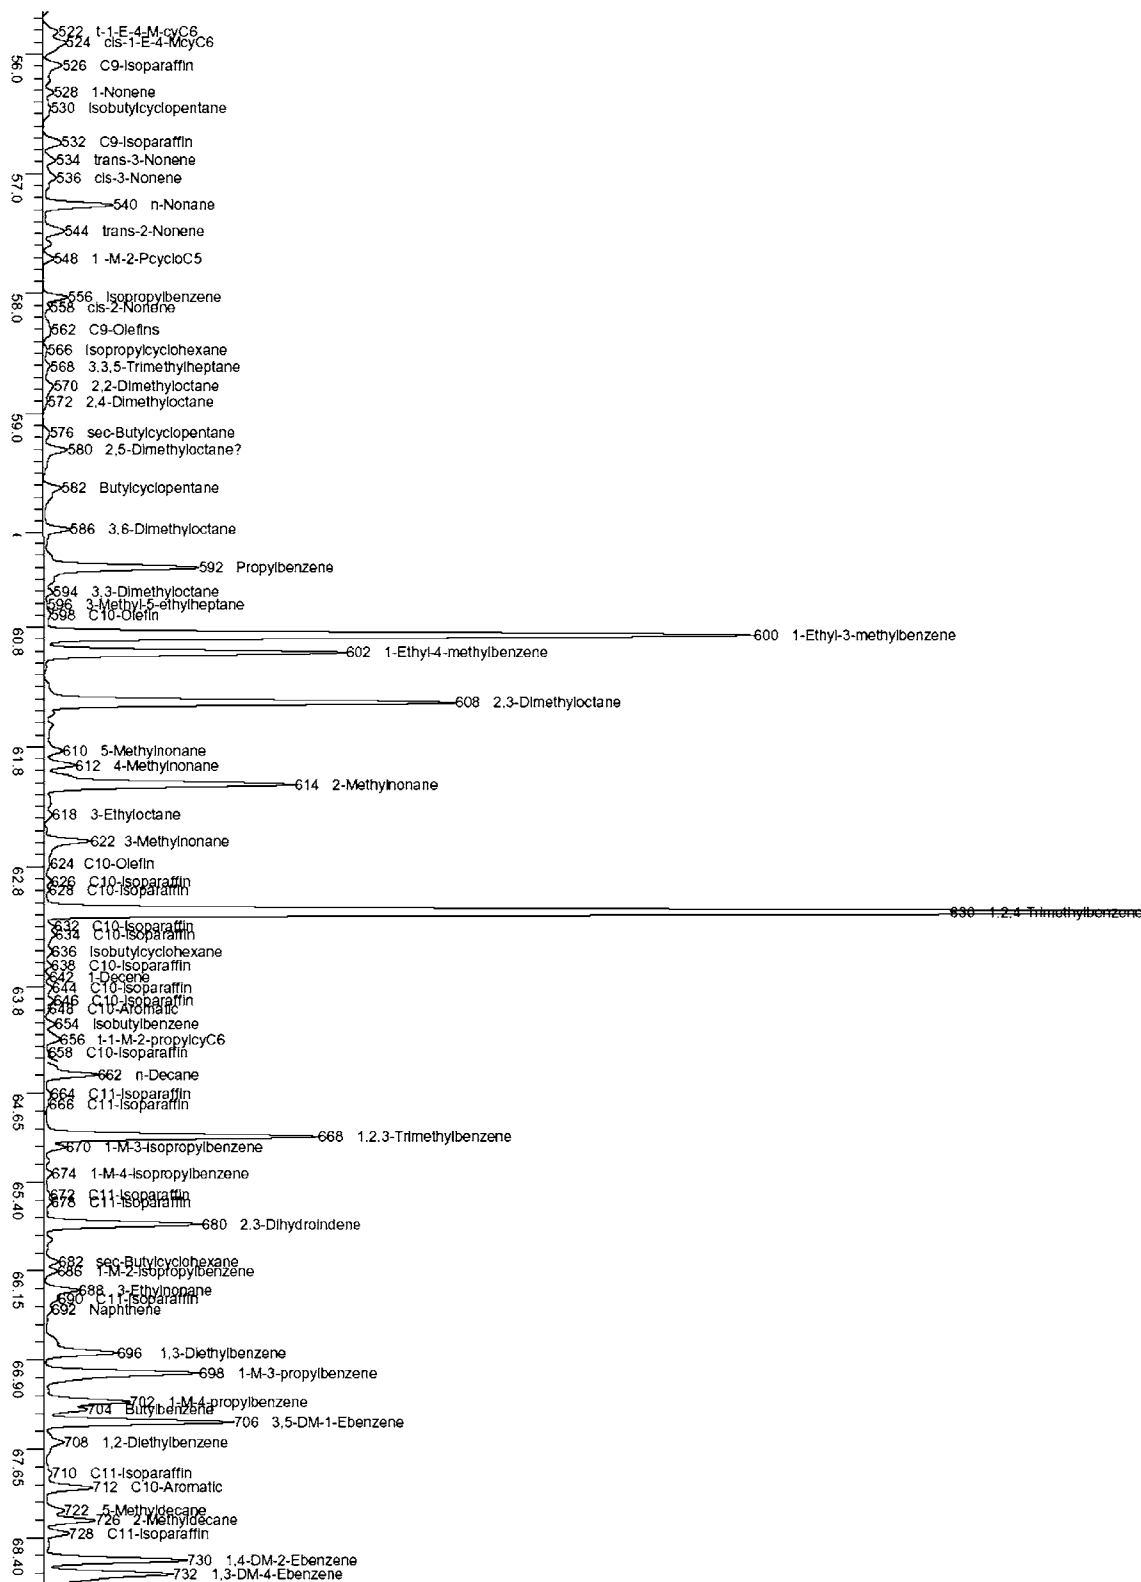 522 t-1-E-4-M-cyC6
524 cis-1-E-4-McyC6
56.0
526 C9-Isoparaffin
528 1-Nonene
530 Isobutylcyclopentane
532 C9-Isoparaffin
534 trans-3-Nonene
536 cis-3-Nonene
57.0
540 n-Nonane
544 trans-2-Nonene
548 1 -M-2-PcycloC5
556 Isopropylbenzene
558 cis-2-Nonene
58.0
562 C9-Olefins
566 Isopropylcyclohexane
568 3,3,5-Trimethylheptane
570 2,2-Dimethyloctane
572 2,4-Dimethyloctane
59.0
576 sec-Butylcyclopentane
580 2,5-Dimethyloctane?
582 Butylcyclopentane
586 3,6-Dimethyloctane
592 Propylbenzene
594 3,3-Dimethyloctane
596 3-Methyl-5-ethylheptane
598 C10-Olefin
60.8
600 1-Ethyl-3-methylbenzene
602 1-Ethyl-4-methylbenzene
608 2,3-Dimethyloctane
61.8
610 5-Methylnonane
612 4-Methylnonane
614 2-Methylnonane
618 3-Ethyloctane
622 3-Methylnonane
62.8
624 C10-Olefin
626 C10-Isoparaffin
628 C10-Isoparaffin
630 1,2,4 Trimethylbenzene
632 C10-Isoparaffin
634 C10-Isoparaffin
636 Isobutylcyclohexane
638 C10-Isoparaffin
642 1-Decene
63.8
644 C10-Isoparaffin
646 C10-Isoparaffin
648 C10-Aromatic
654 Isobutylbenzene
656 t-1-M-2-propylcyC6
658 C10-Isoparaffin
662 n-Decane
64.65
664 C11-Isoparaffin
666 C11-Isoparaffin
668 1,2,3-Trimethylbenzene
670 1-M-3-isopropylbenzene
674 1-M-4-isopropylbenzene
65.40
672 C11-Isoparaffin
678 C11-Isoparaffin
680 2,3-Dihydroindene
682 sec-Butylcyclohexane
686 1-M-2-isopropylbenzene
66.15
688 3-Ethylnonane
690 C11-Isoparaffin
692 Naphthene
696 1,3-Diethylbenzene
66.90
698 1-M-3-propylbenzene
702 1-M-4-propylbenzene
704 Butylbenzene
706 3,5-DM-1-Ebenzene
708 1,2-Diethylbenzene
67.65
710 C11-Isoparaffin
712 C10-Aromatic
722 5-Methyldecane
726 2-Methyldecane
728 C11-Isoparaffin
68.40
730 1,4-DM-2-Ebenzene
732 1,3-DM-4-Ebenzene